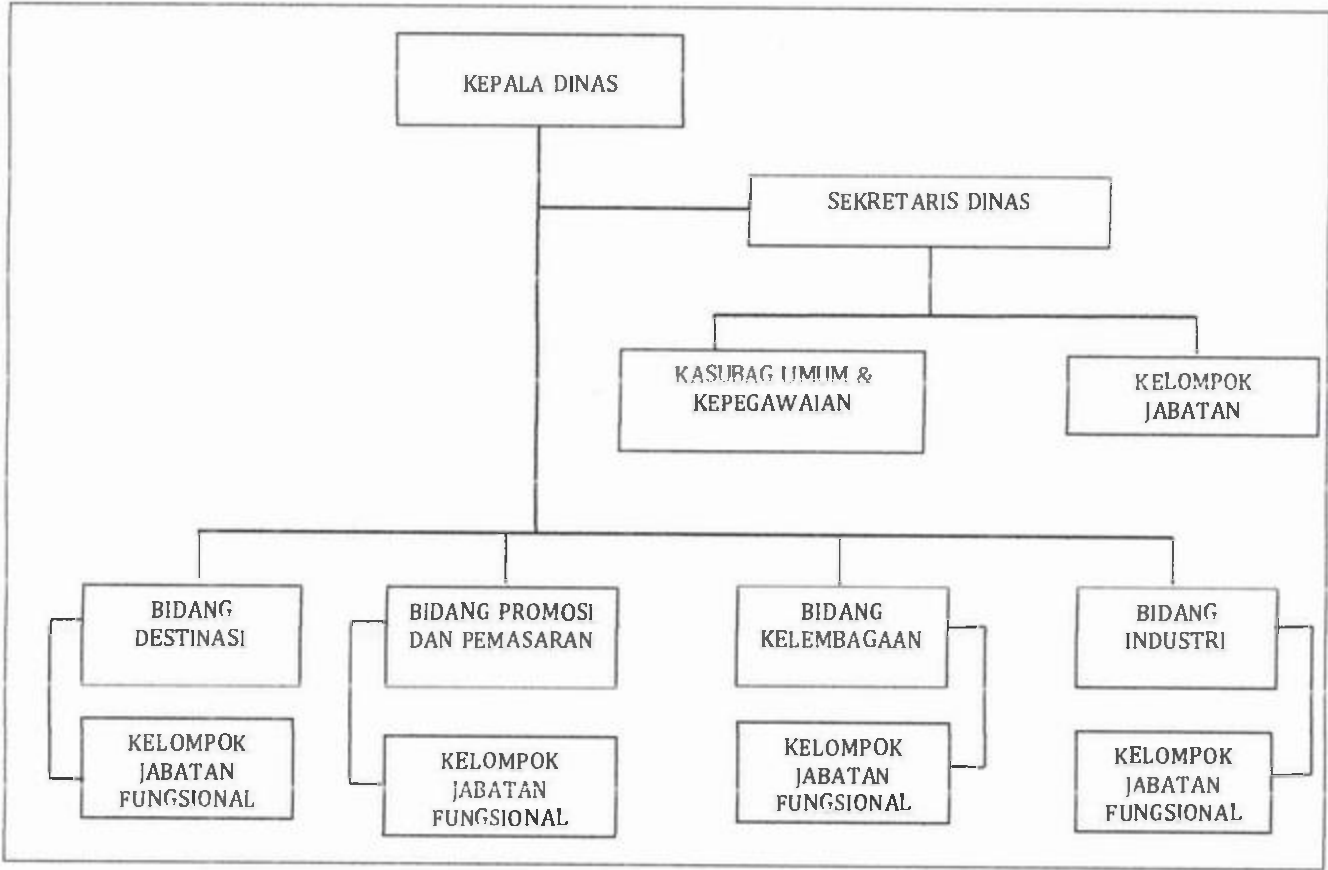 KEPALA DINAS
SEKRETARIS DINAS
KASUBAG UMUM &
KEPEGAWAIAN
KELOMPOK
JABATAN
BIDANG
DESTINASI
BIDANG PROMOSI
DAN PEMASARAN
BIDANG
KELEMBAGAAN
BIDANG
INDUSTRI
KELOMPOK
JABATAN
FUNGSIONAL
KELOMPOK
JABATAN
FUNGSIONAL
KELOMPOK
JABATAN
FUNGSIONAL
KELOMPOK
JABATAN
FUNGSIONAL